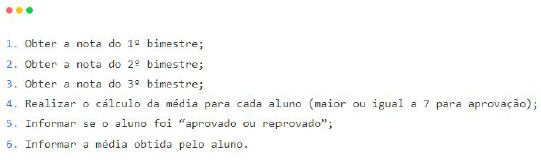 1. Obter a nota do 1º bimestre;
2. Obter a nota do 2º bimestre;
3. Obter a nota do 3º bimestre;
4. Realizar o cálculo da média para cada aluno (maior ou igual a 7 para aprovação);
5. Informar se o aluno foi “aprovado ou reprovado”;
6. Informar a média obtida pelo aluno.